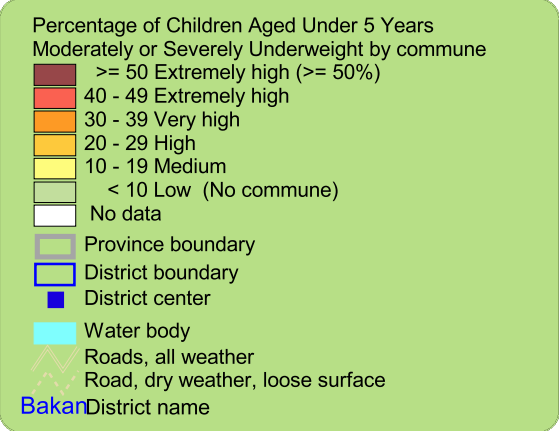 Percentage of Children Aged Under 5 Years
Moderately or Severely Underweight by commune
>= 50 Extremely high (>= 50%)
40 - 49 Extremely high
30 - 39 Very high
20 - 29 High
10 - 19 Medium
< 10 Low (No commune)
No data
Province boundary
District boundary
District center
Water body
Roads, all weather
Road, dry weather, loose surface
Bakan District name